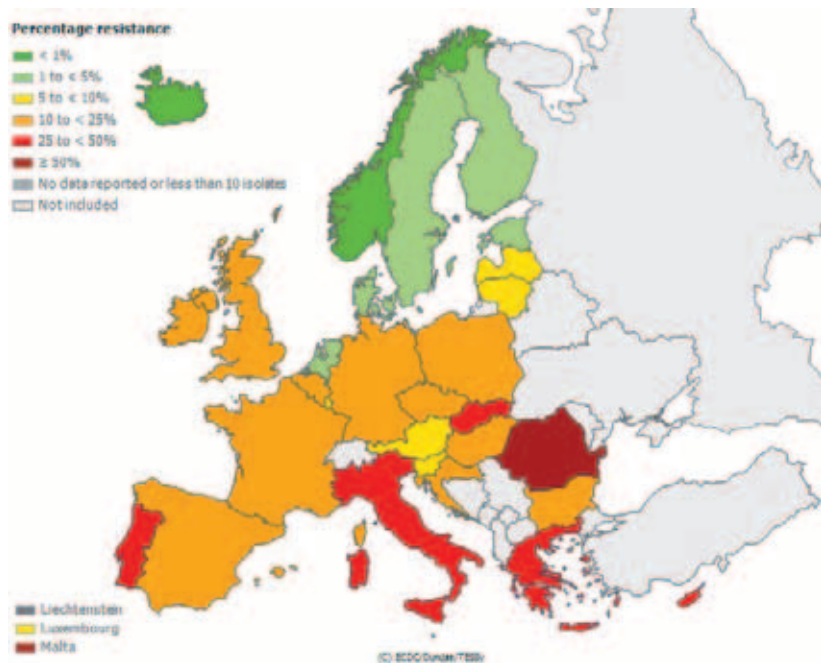 Percentage resistance
< 1%
1 to < 5%
5 to < 10%
10 to < 25%
25 to < 50%
≥ 50%
No data reported or less than 10 isolates
Not included
Liechtenstein
Luxembourg
Malta
(C) ECDC/Dundas/TESSy